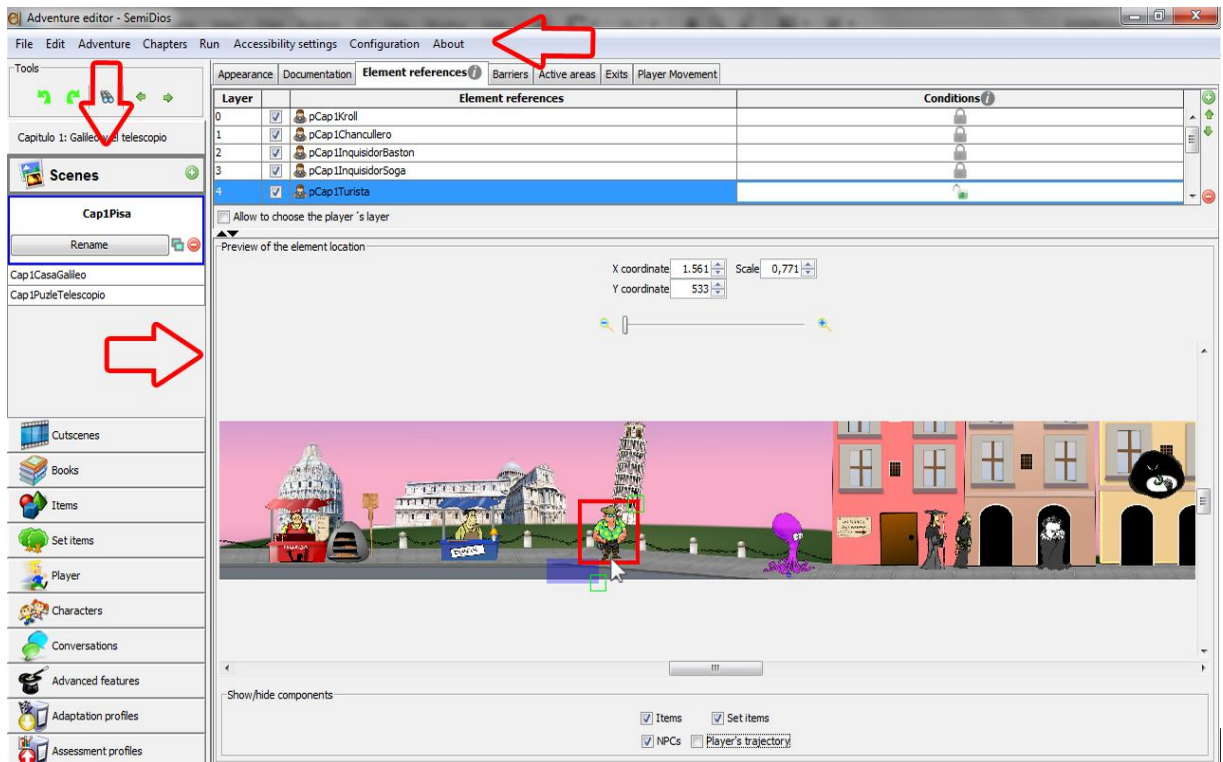 Adventure editor - SemiDios
File Edit Adventure Chapters Run Accessibility settings Configuration About
Tools
Capitulo 1: Galileo y el telescopio
Scenes
Cap1Pisa
Rename
Cap1CasaGalileo
Cap1PuzleTelescopio
Cutscenes
Books
Items
Set items
Player
Characters
Conversations
Advanced features
Adaptation profiles
Assessment profiles
Appearance Documentation Element references Barriers Active areas Exits Player Movement
Layer Element references Conditions
0 pCap1Kroll
1 pCap1Chancullero
2 pCap1InquisidorBaston
3 pCap1InquisidorSoga
4 pCap1Turista
Allow to choose the player´s layer
Preview of the element location
X coordinate 1.561 Scale 0,771
Y coordinate 533
Show/hide components
Items Set items
NPCs Player's trajectory